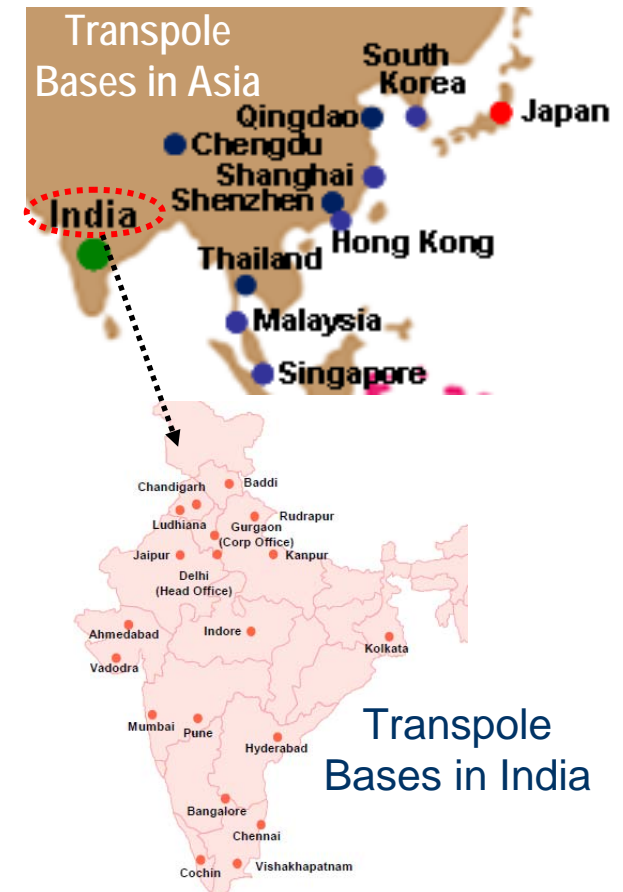 Transpole
Bases in Asia
South
Korea
Japan
Qingdao
Chengdu
Shanghai
Shenzhen
India
Hong Kong
Thailand
Malaysia
Singapore
Baddi
Chandigarh
Rudrapur
Ludhiana
Gurgaon
(Corp Office)
Jaipur
Kanpur
Delhi
(Head Office)
Ahmedabad
Indore
Kolkata
Vadodra
Mumbai
Pune
Hyderabad
Transpole
Bases in India
Bangalore
Chennai
Cochin
Vishakhapatnam